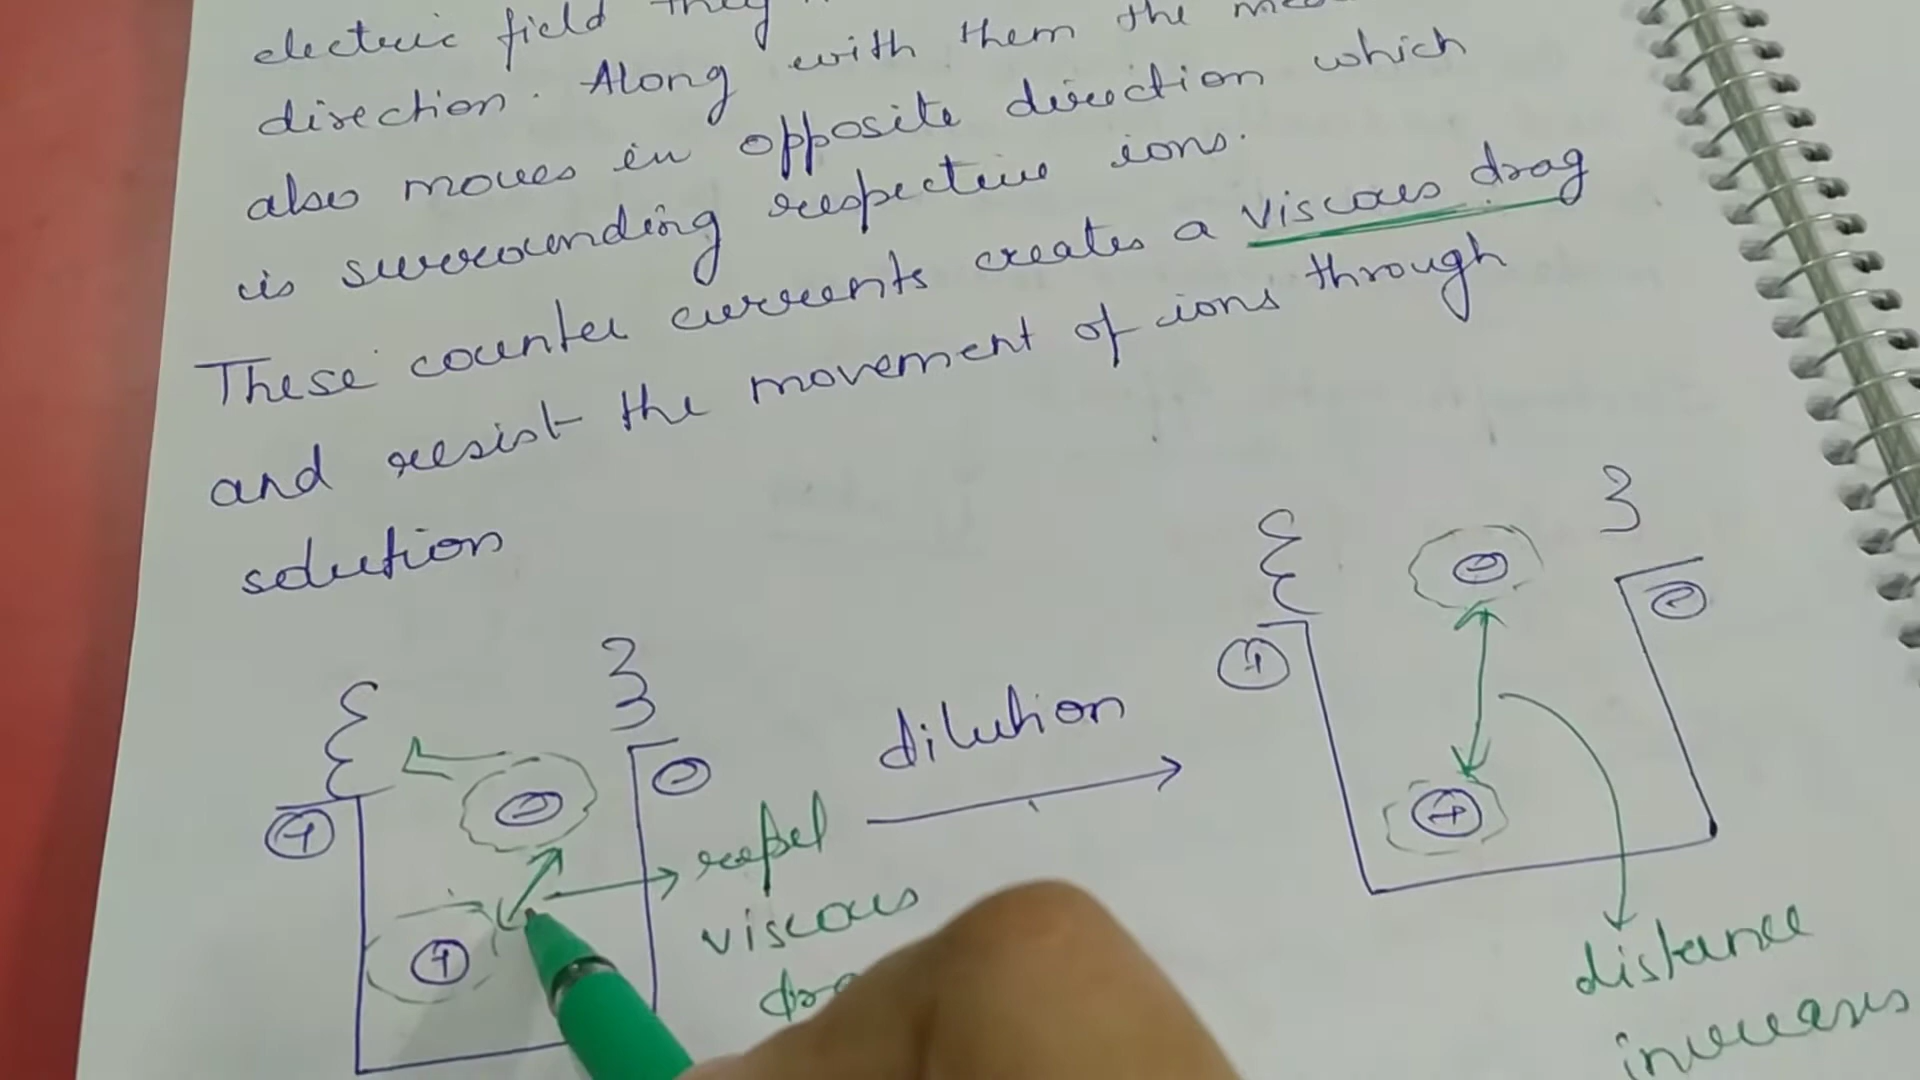 electric field they
direction. Along with them the
also moves in opposite direction which
is surrounding respective ions.
These counter currents creates a viscous drag
and resist the movement of ions through
solution
dilution
repel
viscous
distance
increases